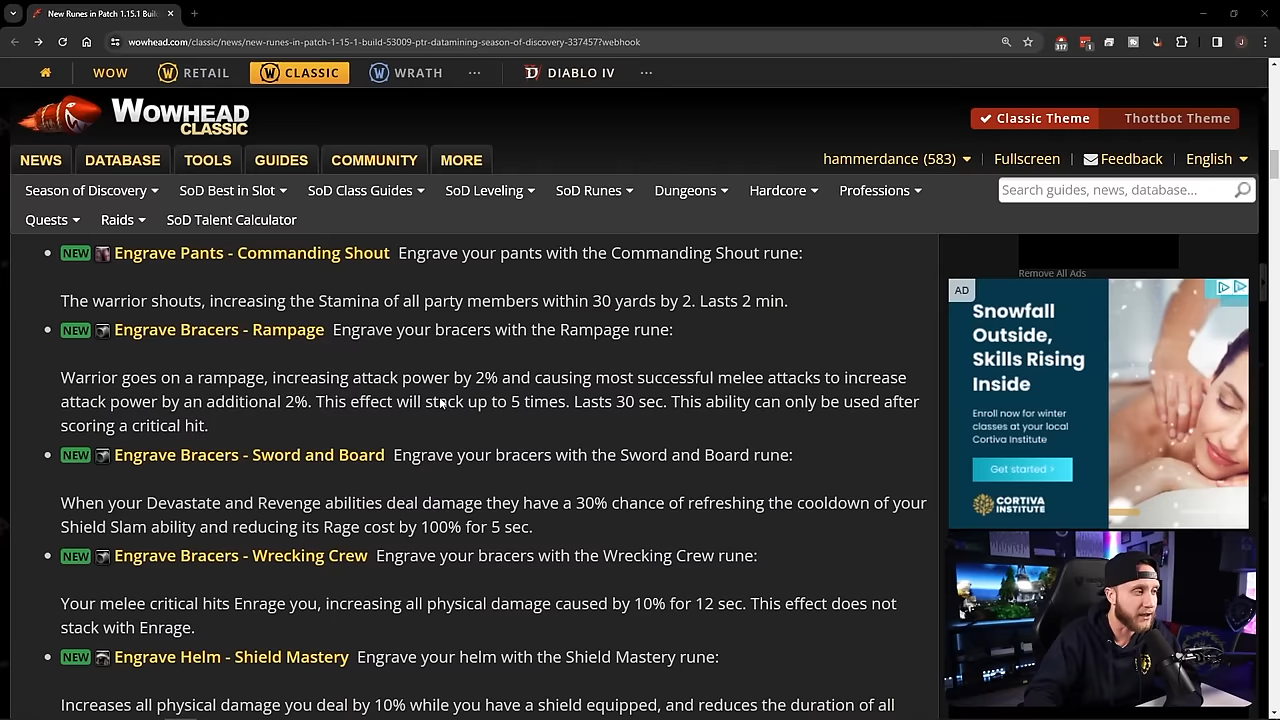 New Runes in Patch 1.15.1 Buil
wowhead.com/classic/news/new-runes-in-patch-1-15-1-build-53009-ptr-datamining-season-of-discovery-337457?webhook
317
J
WOW
RETAIL
CLASSIC
WRATH
DIABLO IV
WOWHEAD
CLASSIC
Classic Theme
Thottbot Theme
NEWS
DATABASE
TOOLS
GUIDES
COMMUNITY
MORE
hammerdance (583)
Fullscreen
Feedback
English
Season of Discovery
SoD Best in Slot
SoD Class Guides
SoD Leveling
SoD Runes
Dungeons
Hardcore
Professions
Search guides, news, database...
Quests
Raids
SoD Talent Calculator
NEW Engrave Pants - Commanding Shout Engrave your pants with the Commanding Shout rune:
The warrior shouts, increasing the Stamina of all party members within 30 yards by 2. Lasts 2 min.
NEW Engrave Bracers - Rampage Engrave your bracers with the Rampage rune:
Warrior goes on a rampage, increasing attack power by 2% and causing most successful melee attacks to increase
attack power by an additional 2%. This effect will stack up to 5 times. Lasts 30 sec. This ability can only be used after
scoring a critical hit.
NEW Engrave Bracers - Sword and Board Engrave your bracers with the Sword and Board rune:
When your Devastate and Revenge abilities deal damage they have a 30% chance of refreshing the cooldown of your
Shield Slam ability and reducing its Rage cost by 100% for 5 sec.
NEW Engrave Bracers - Wrecking Crew Engrave your bracers with the Wrecking Crew rune:
Your melee critical hits Enrage you, increasing all physical damage caused by 10% for 12 sec. This effect does not
stack with Enrage.
NEW Engrave Helm - Shield Mastery Engrave your helm with the Shield Mastery rune:
Increases all physical damage you deal by 10% while you have a shield equipped, and reduces the duration of all
Remove All Ads
AD
Snowfall
Outside,
Skills Rising
Inside
Enroll now for winter
classes at your local
Cortiva Institute
Get started >
CORTIVA
INSTITUTE